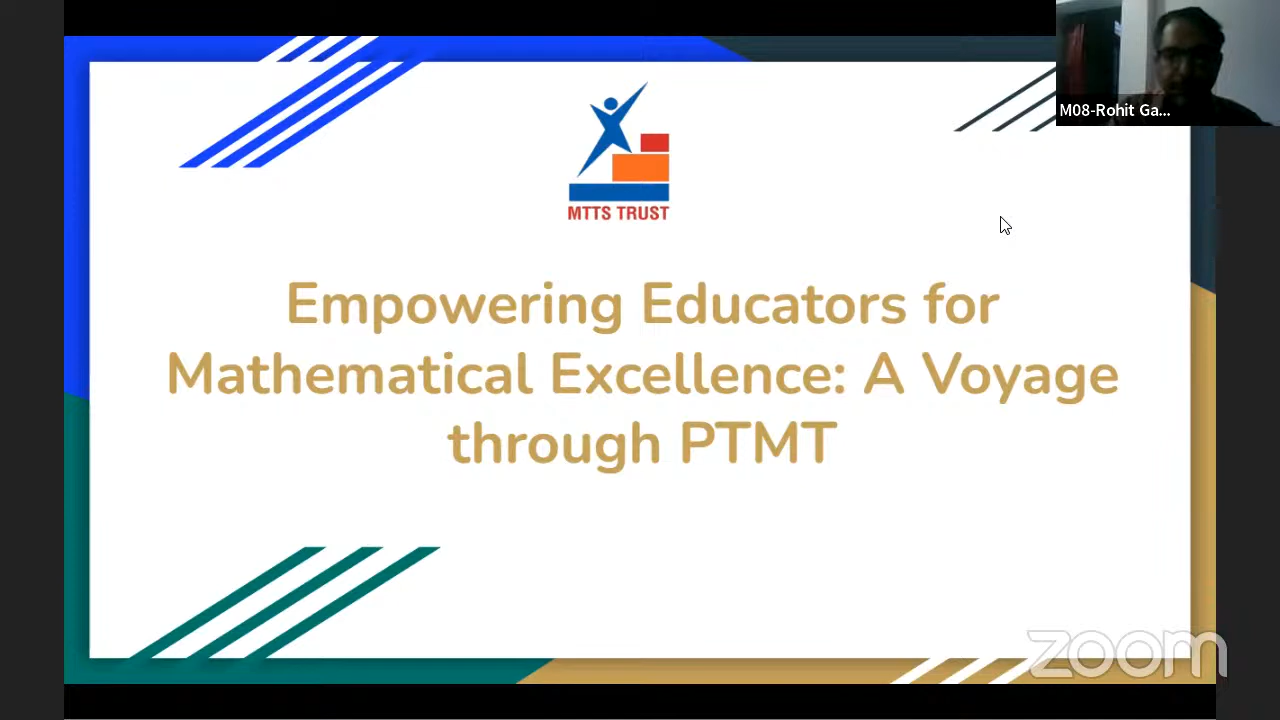 M08-Rohit Ga...
MTTS TRUST
Empowering Educators for
Mathematical Excellence: A Voyage
through PTMT
zoom